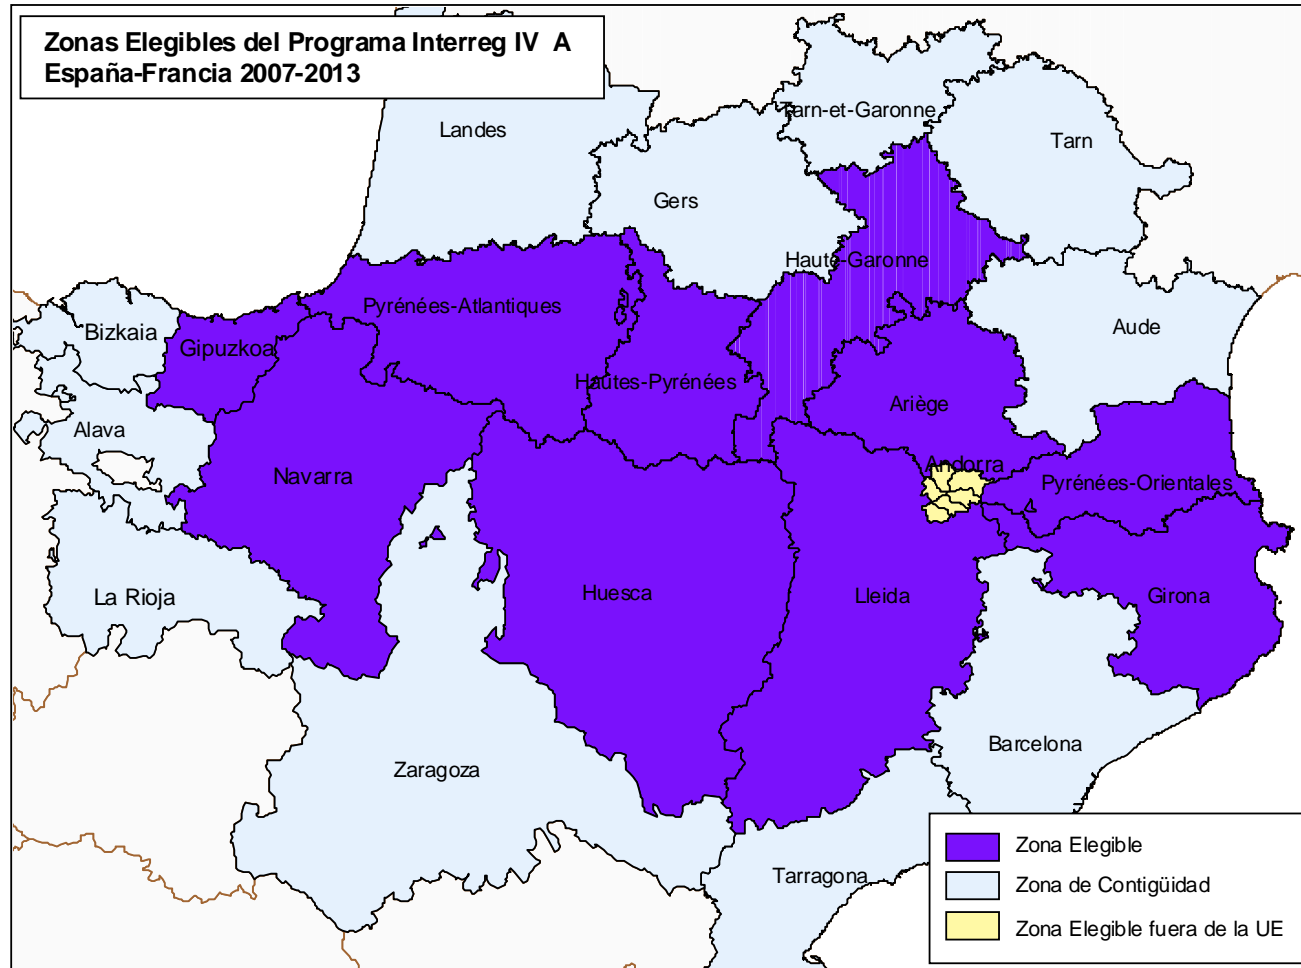 Zonas Elegibles del Programa Interreg IV A
España-Francia 2007-2013
Landes
Tarn-et-Garonne
Tarn
Gers
Haute-Garonne
Pyrénées-Atlantiques
Bizkaia
Gipuzkoa
Aude
Hautes-Pyrénées
Ariège
Alava
Andorra
Navarra
Pyrénées-Orientales
La Rioja
Huesca
Lleida
Girona
Barcelona
Zaragoza
Tarragona
Zona Elegible
Zona de Contigüidad
Zona Elegible fuera de la UE